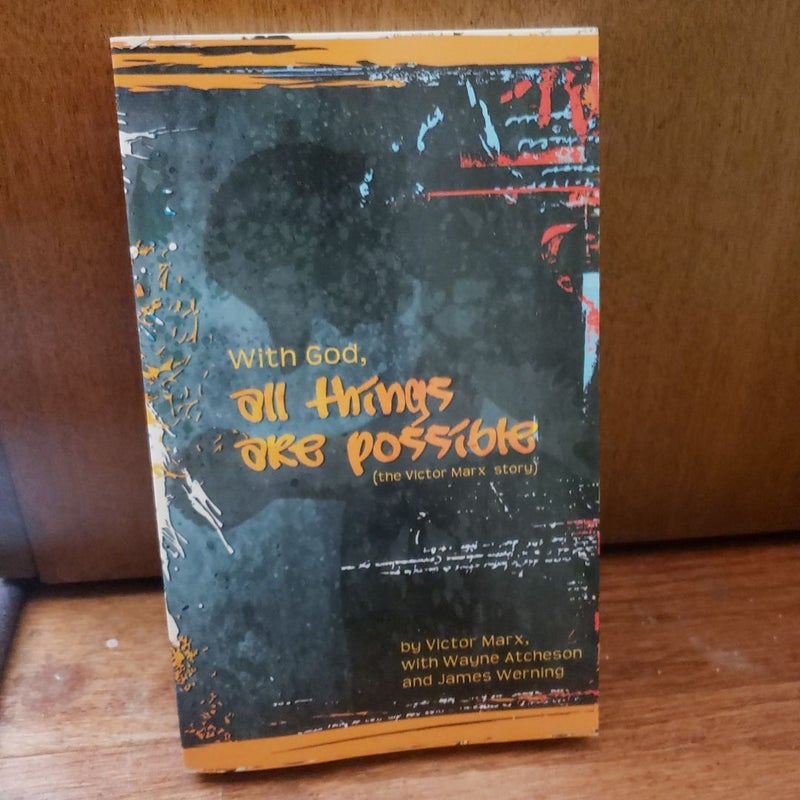 With God,
all things
are possible
(the Victor Marx story)
by Victor Marx,
with Wayne Atcheson
and James Werning